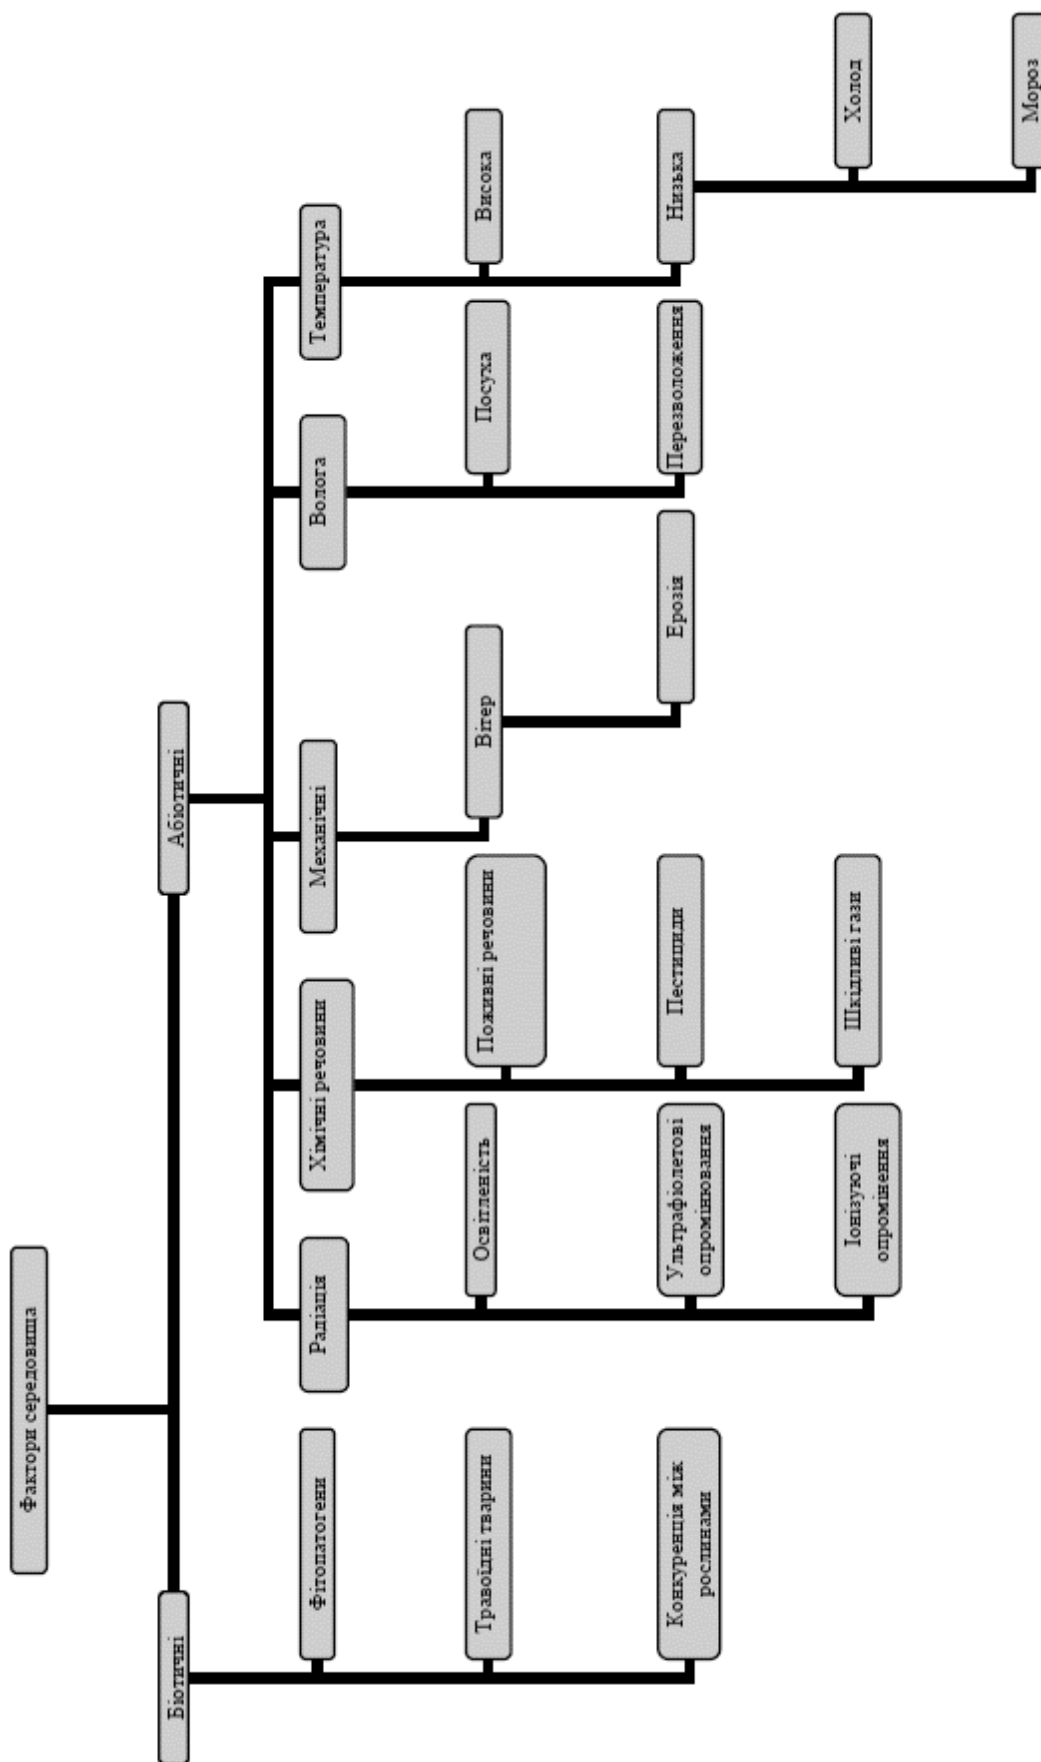 Фактори середовища
Біотичні
Абіотичні
Фітопатогени
Радіація
Хімічні речовини
Механічні
Волога
Температура
Травоїдні тварини
Освітленість
Поживні речовини
Вітер
Посуха
Висока
Конкуренція між
рослинами
Ультрафіолетові
опромінювання
Пестициди
Ерозія
Перезволоження
Низька
Іонізуючі
опромінення
Шкідливі гази
Холод
Мороз